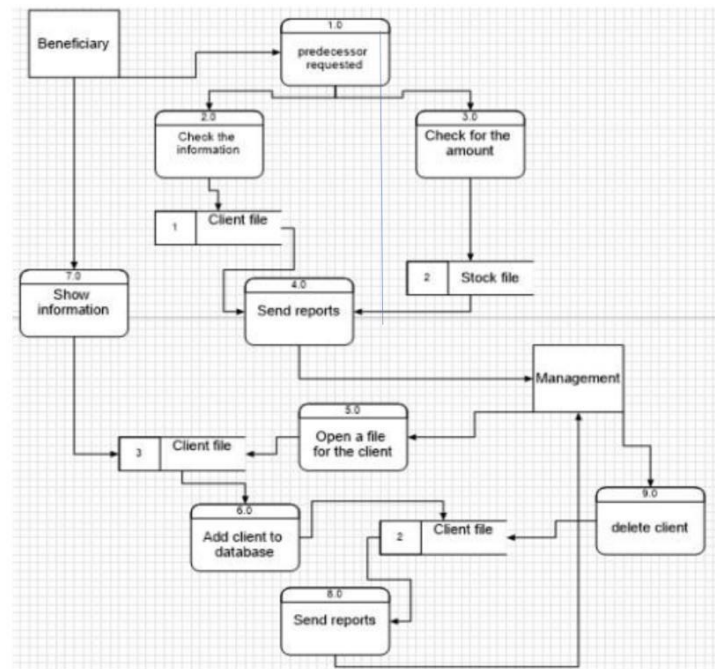 Beneficiary
1.0
predecessor
requested
2.0
Check the
information
3.0
Check for the
amount
1
Client file
2
Stock file
7.0
Show
information
4.0
Send reports
Management
5.0
Open a file
for the client
3
Client file
9.0
delete client
6.0
Add client to
database
2
Client file
8.0
Send reports